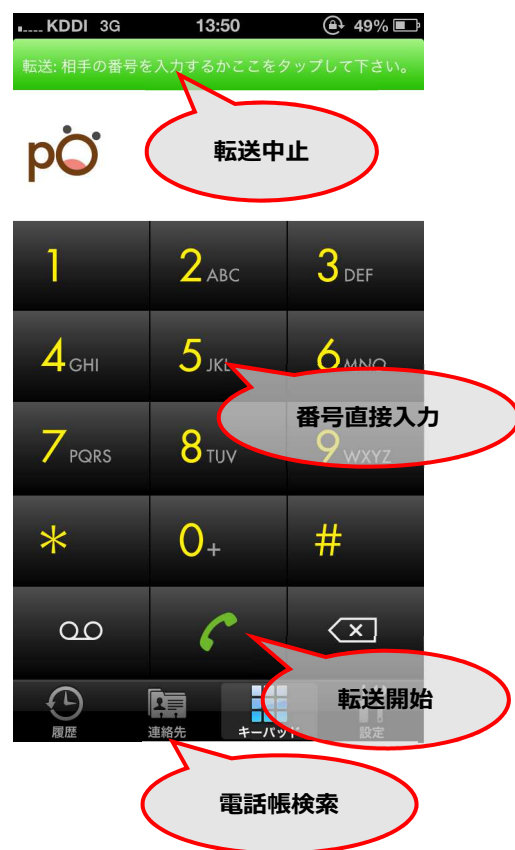 KDDI 3G 13:50 49%
転送: 相手の番号を入力するかここをタップして下さい。
転送中止
pö
1 2 ABC 3 DEF
4 GHI 5 JKL 6 MNO
番号直接入力
7 PQRS 8 TUV 9 WXYZ
* 0 + #
転送開始
履歴 連絡先 キーパッド 設定
電話帳検索